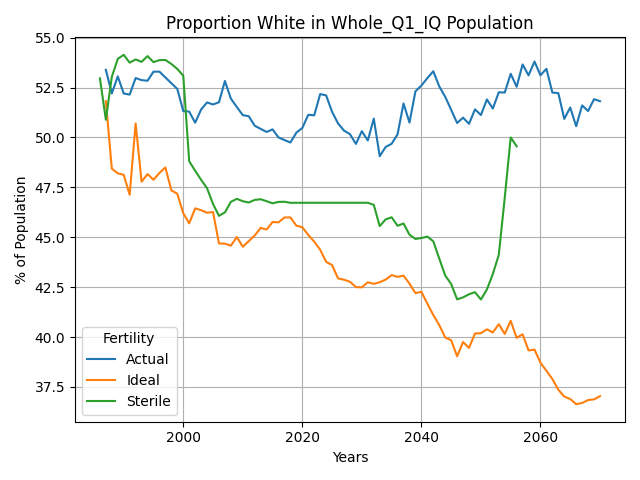 Proportion White in Whole_Q1_IQ Population
% of Population
55.0
52.5
50.0
47.5
45.0
42.5
40.0
37.5
Fertility
Actual
Ideal
Sterile
2000
2020
2040
2060
Years